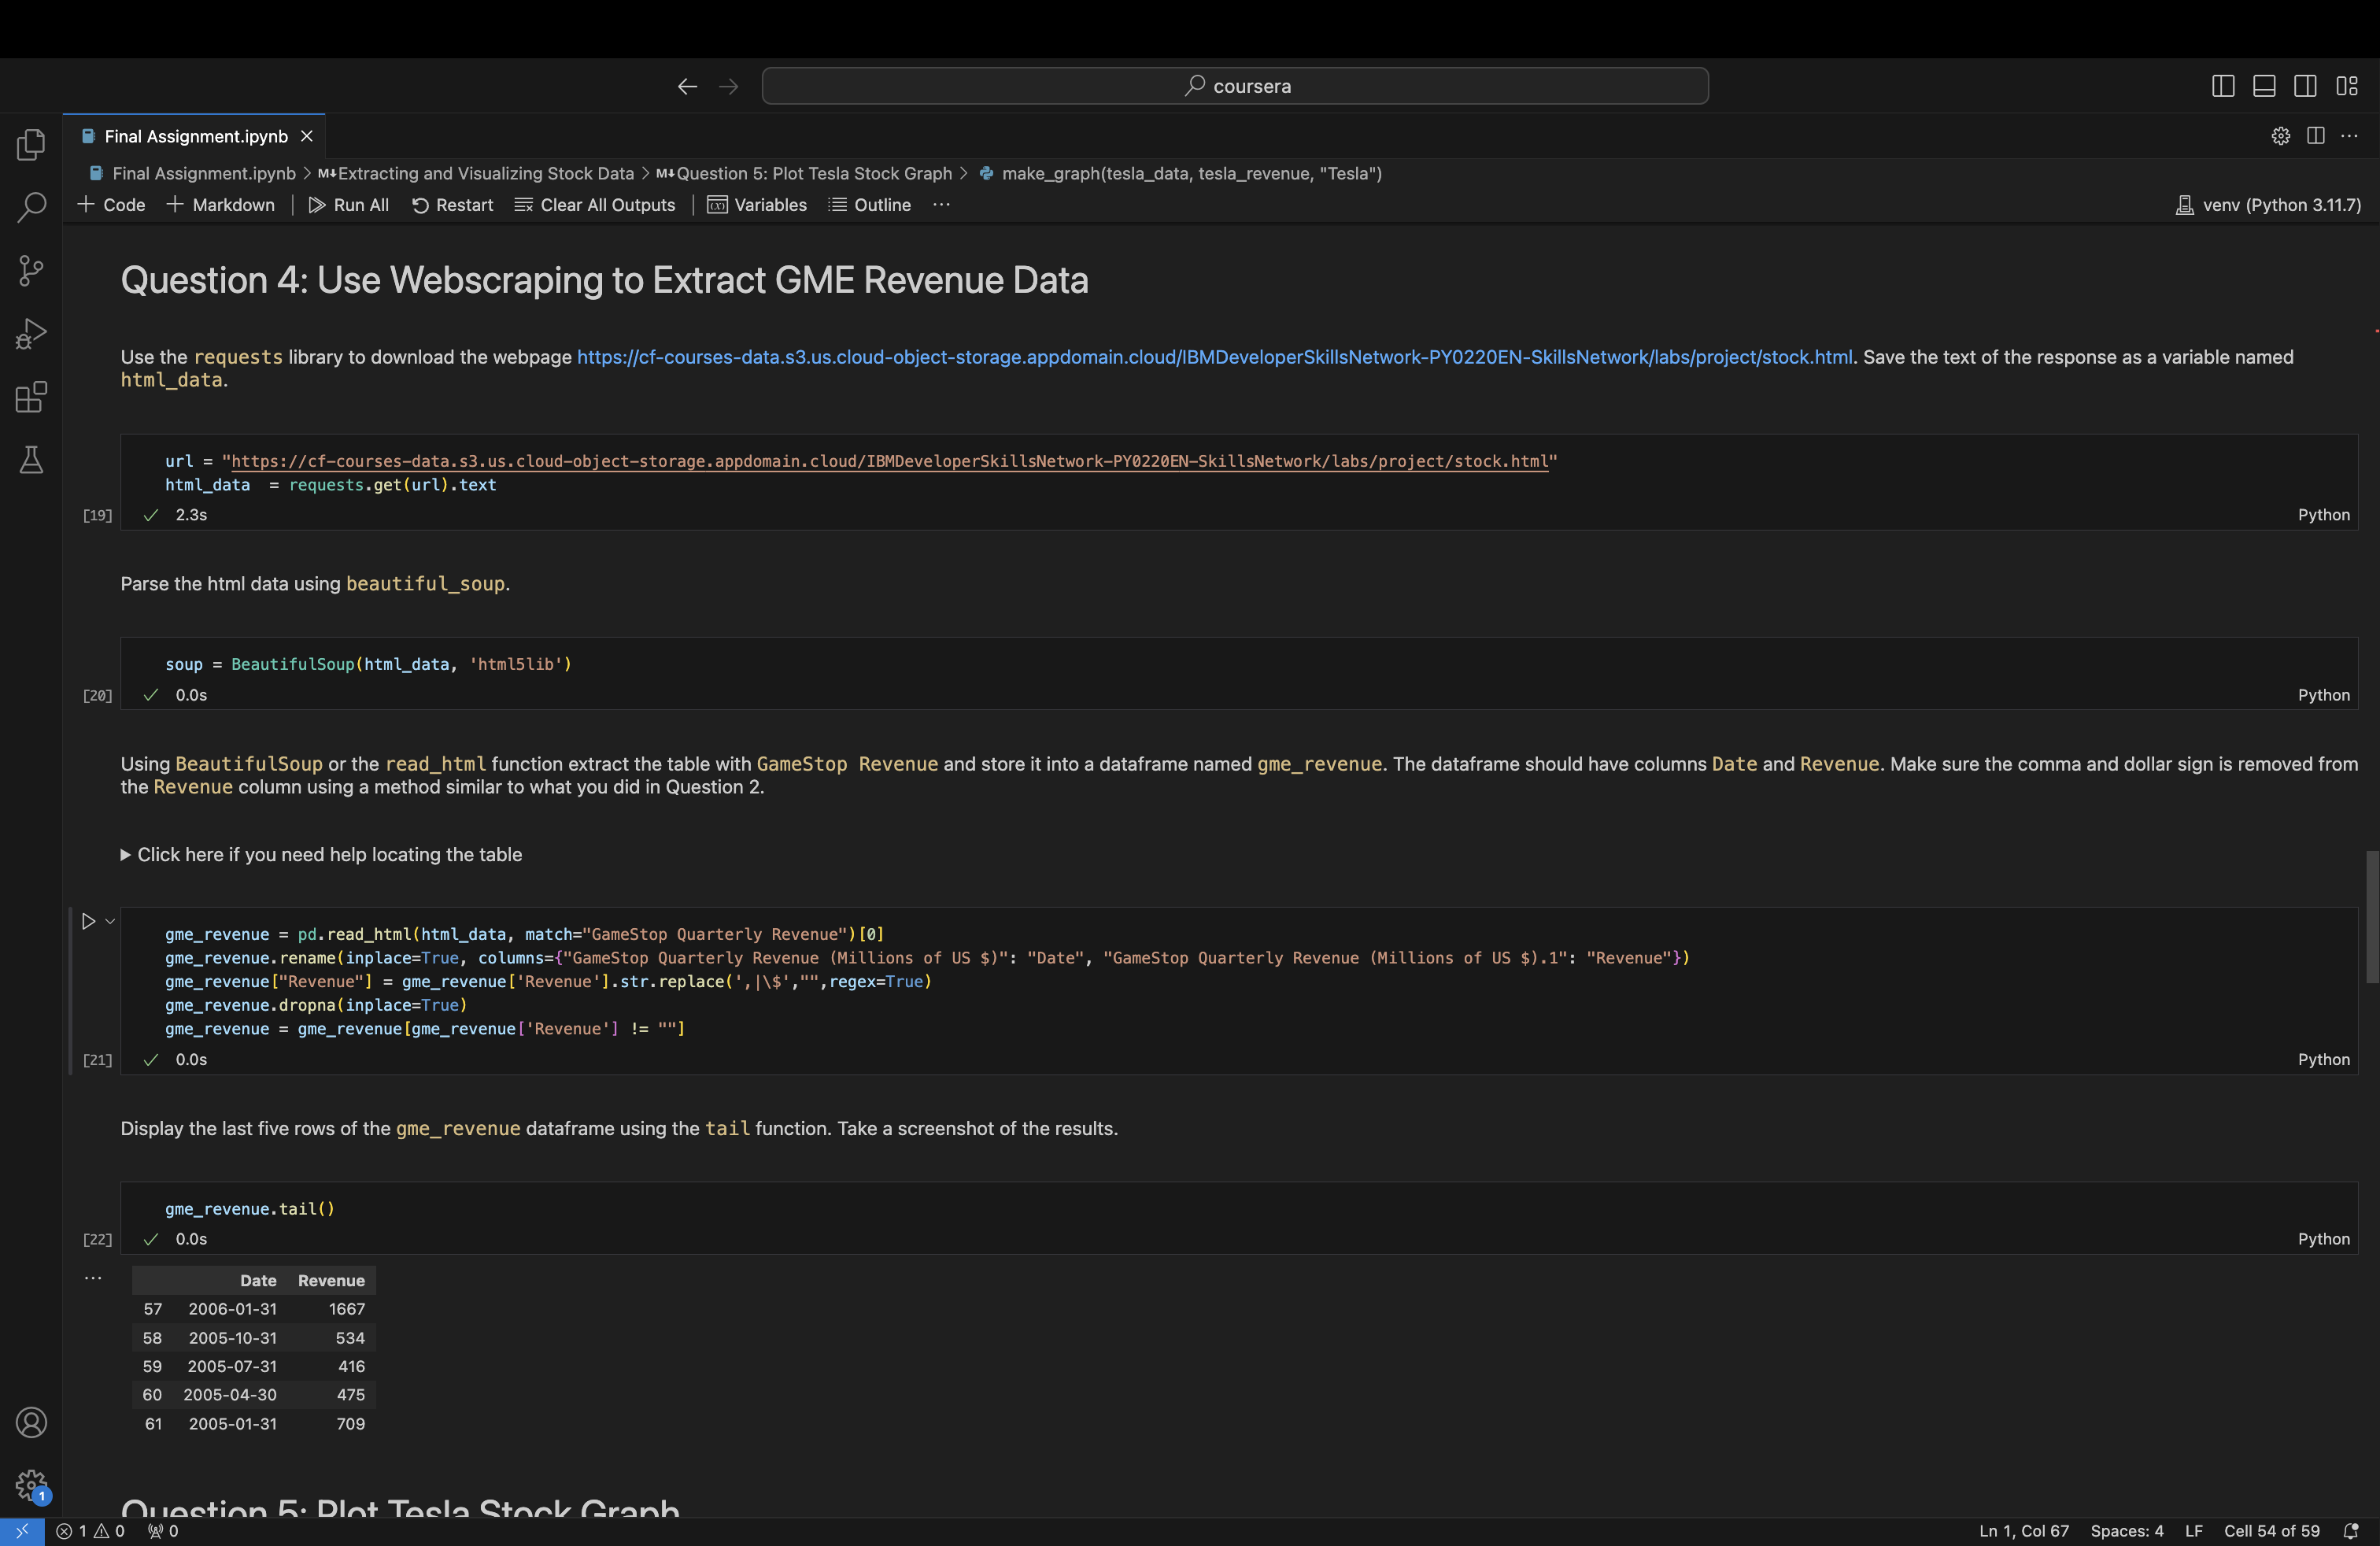 coursera
Final Assignment.ipynb
Final Assignment.ipynb > M↓Extracting and Visualizing Stock Data > M↓Question 5: Plot Tesla Stock Graph > make_graph(tesla_data, tesla_revenue, "Tesla")
+ Code + Markdown | Run All Restart Clear All Outputs | Variables Outline ... venv (Python 3.11.7)
Question 4: Use Webscraping to Extract GME Revenue Data
Use the requests library to download the webpage https://cf-courses-data.s3.us.cloud-object-storage.appdomain.cloud/IBMDeveloperSkillsNetwork-PY0220EN-SkillsNetwork/labs/project/stock.html. Save the text of the response as a variable named
html_data.
url = "https://cf-courses-data.s3.us.cloud-object-storage.appdomain.cloud/IBMDeveloperSkillsNetwork-PY0220EN-SkillsNetwork/labs/project/stock.html"
html_data  = requests.get(url).text
[19] ✓ 2.3s Python
Parse the html data using beautiful_soup.
soup = BeautifulSoup(html_data, 'html5lib')
[20] ✓ 0.0s Python
Using BeautifulSoup or the read_html function extract the table with GameStop Revenue and store it into a dataframe named gme_revenue. The dataframe should have columns Date and Revenue. Make sure the comma and dollar sign is removed from
the Revenue column using a method similar to what you did in Question 2.
Click here if you need help locating the table
gme_revenue = pd.read_html(html_data, match="GameStop Quarterly Revenue")[0]
gme_revenue.rename(inplace=True, columns={"GameStop Quarterly Revenue (Millions of US $)": "Date", "GameStop Quarterly Revenue (Millions of US $).1": "Revenue"})
gme_revenue["Revenue"] = gme_revenue['Revenue'].str.replace(',|\$',"",regex=True)
gme_revenue.dropna(inplace=True)
gme_revenue = gme_revenue[gme_revenue['Revenue'] != ""]
[21] ✓ 0.0s Python
Display the last five rows of the gme_revenue dataframe using the tail function. Take a screenshot of the results.
gme_revenue.tail()
[22] ✓ 0.0s Python
... Date Revenue
57 2006-01-31 1667
58 2005-10-31 534
59 2005-07-31 416
60 2005-04-30 475
61 2005-01-31 709
Question 5: Plot Tesla Stock Graph
1
1 0 0 Ln 1, Col 67 Spaces: 4 LF Cell 54 of 59